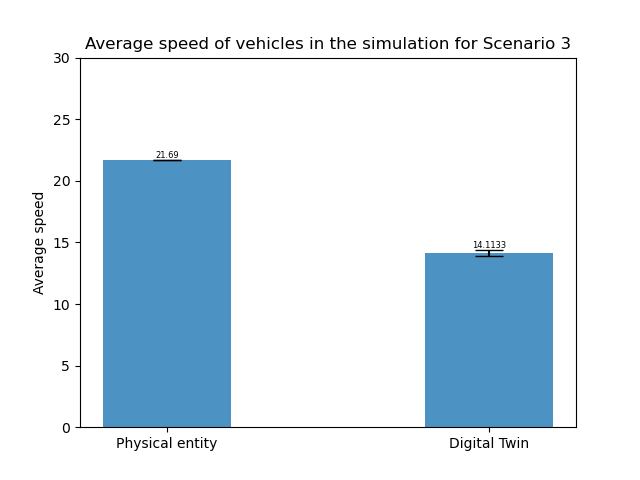 Average speed of vehicles in the simulation for Scenario 3
30
25
20
15
10
5
0
Average speed
21.69
14.1133
Physical entity
Digital Twin